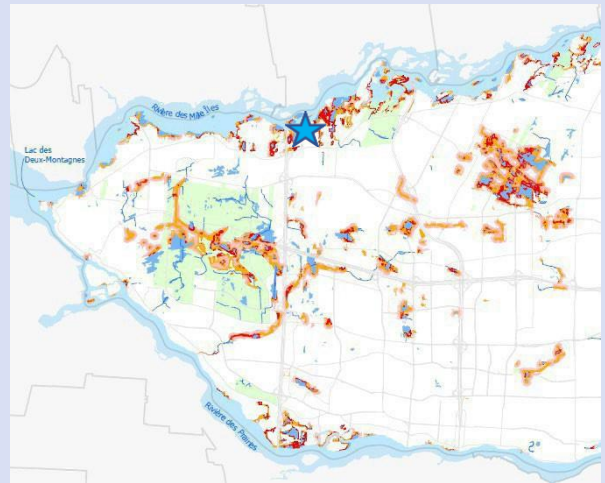 Rivière des Mille Îles
Lac des
Deux-Montagnes
Rivière des Prairies